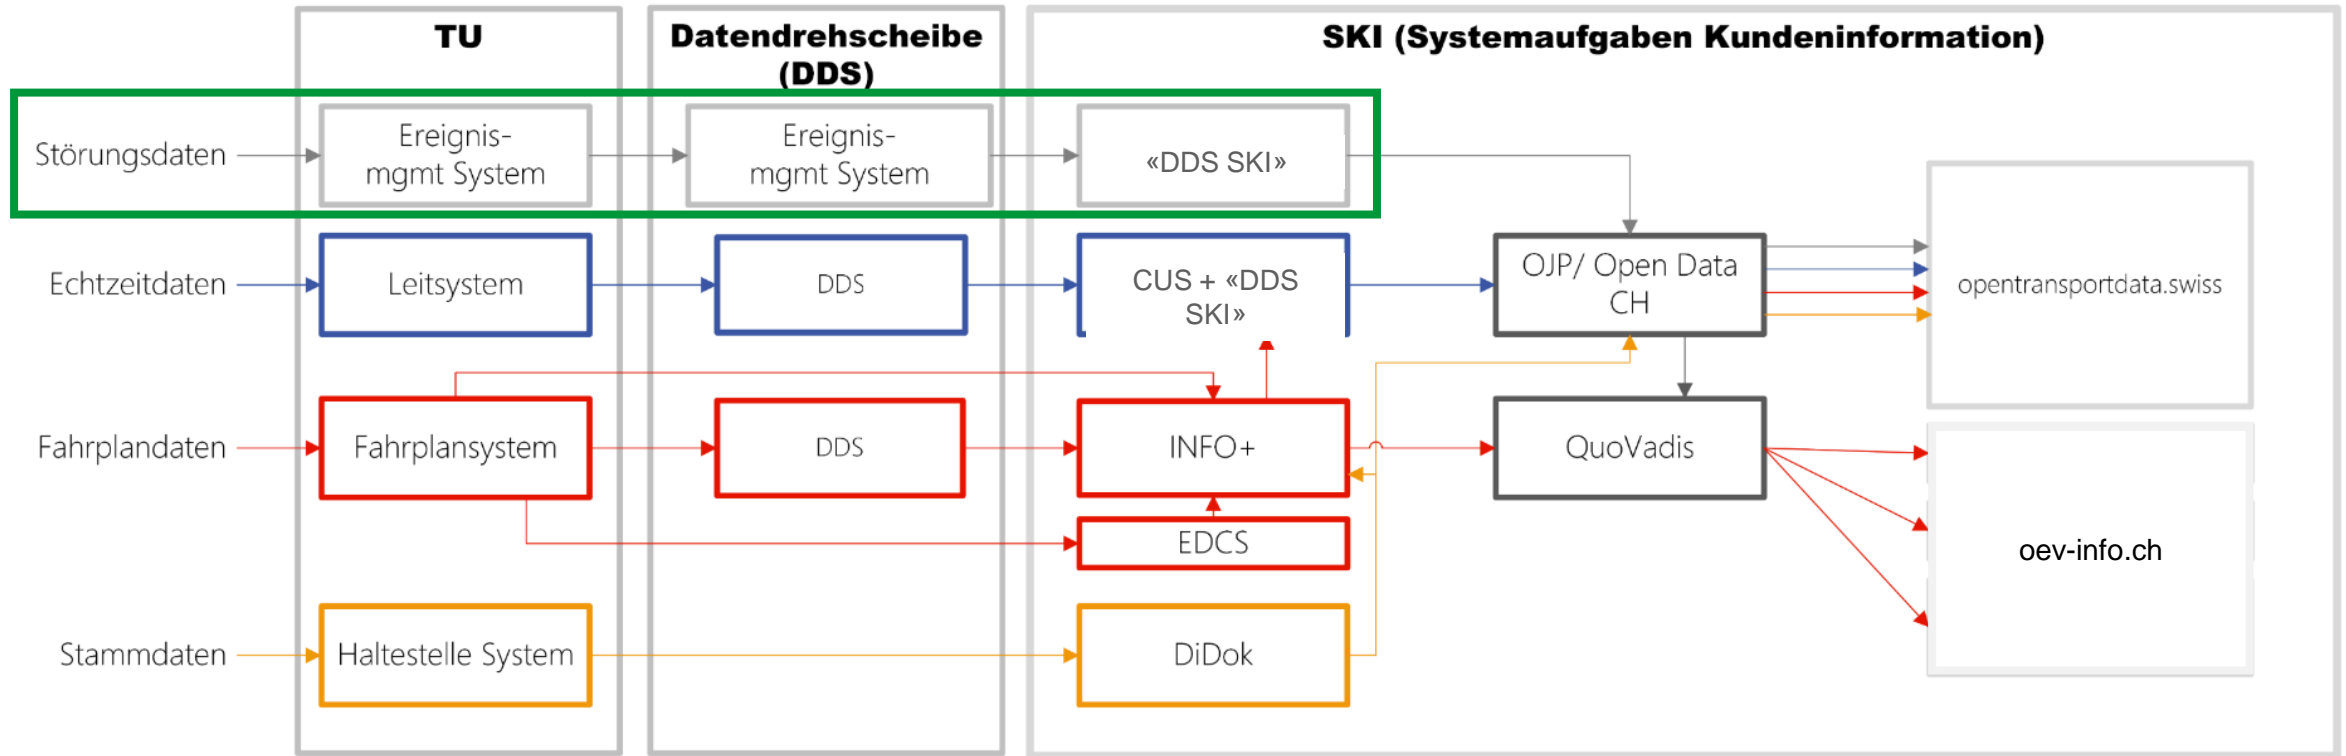 TU
Datendrehscheibe
(DDS)
SKI (Systemaufgaben Kundeninformation)
Störungsdaten
Ereignis-
mgmt System
Ereignis-
mgmt System
«DDS SKI»
Echtzeitdaten
Leitsystem
DDS
CUS + «DDS
SKI»
OJP/ Open Data
CH
opentransportdata.swiss
Fahrplandaten
Fahrplansystem
DDS
INFO+
QuoVadis
EDCS
oev-info.ch
Stammdaten
Haltestelle System
DiDok